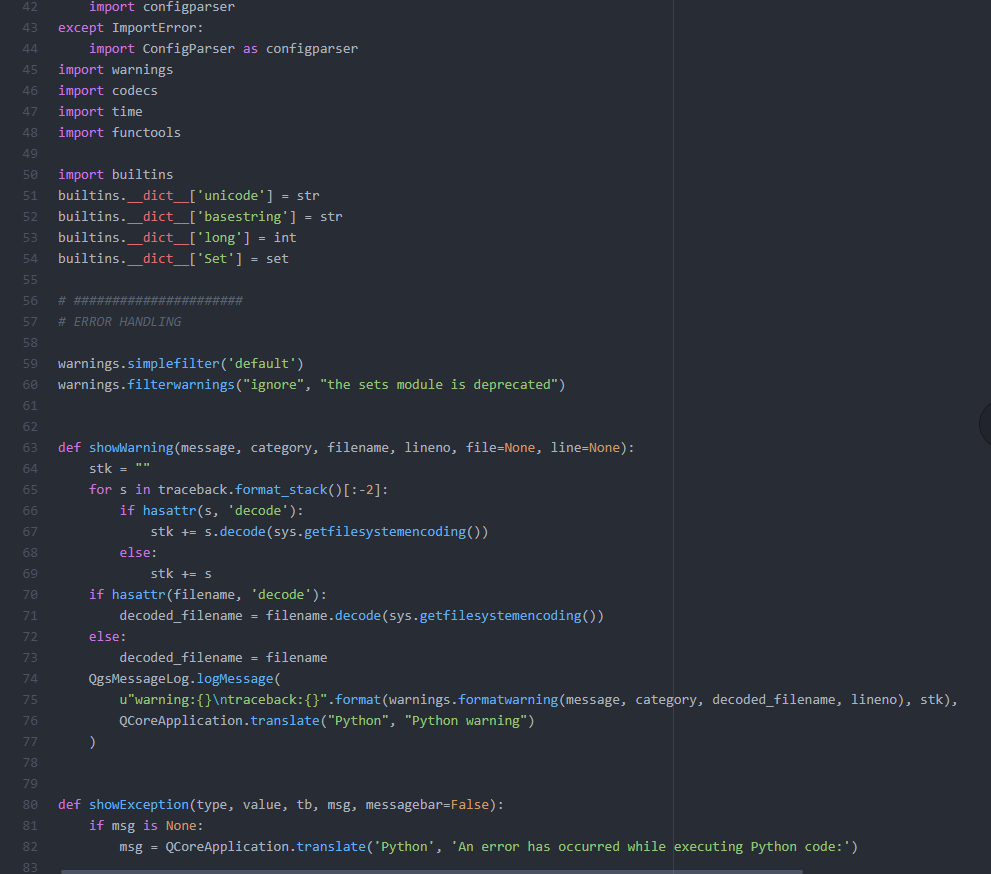 42 import configparser
43 except ImportError:
44 import ConfigParser as configparser
45 import warnings
46 import codecs
47 import time
48 import functools
49
50 import builtins
51 builtins.__dict__['unicode'] = str
52 builtins.__dict__['basestring'] = str
53 builtins.__dict__['long'] = int
54 builtins.__dict__['Set'] = set
55
56 # ######################
57 # ERROR HANDLING
58
59 warnings.simplefilter('default')
60 warnings.filterwarnings("ignore", "the sets module is deprecated")
61
62
63 def showWarning(message, category, filename, lineno, file=None, line=None):
64 stk = ""
65 for s in traceback.format_stack()[:-2]:
66 if hasattr(s, 'decode'):
67 stk += s.decode(sys.getfilesystemencoding())
68 else:
69 stk += s
70 if hasattr(filename, 'decode'):
71 decoded_filename = filename.decode(sys.getfilesystemencoding())
72 else:
73 decoded_filename = filename
74 QgsMessageLog.logMessage(
75 u"warning:{}\ntraceback:{}".format(warnings.formatwarning(message, category, decoded_filename, lineno), stk),
76 QCoreApplication.translate("Python", "Python warning")
77 )
78
79
80 def showException(type, value, tb, msg, messagebar=False):
81 if msg is None:
82 msg = QCoreApplication.translate('Python', 'An error has occurred while executing Python code:')
83